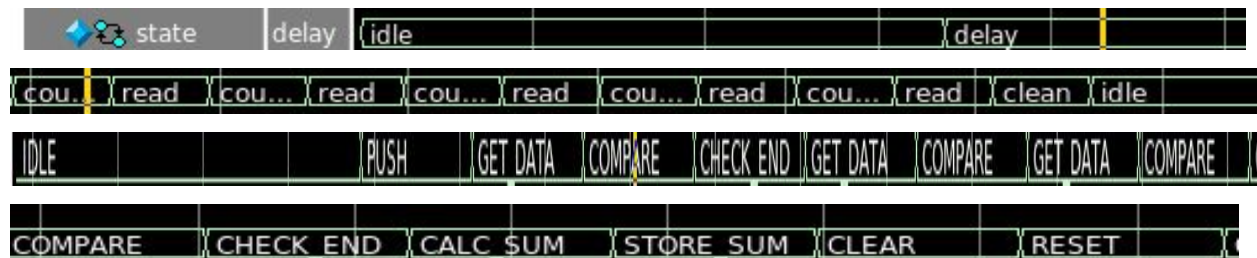 state delay idle delay
cou... read cou... read cou... read cou... read cou... read clean idle
IDLE PUSH GET DATA COMPARE CHECK END GET DATA COMPARE GET DATA COMPARE
COMPARE CHECK END CALC SUM STORE SUM CLEAR RESET